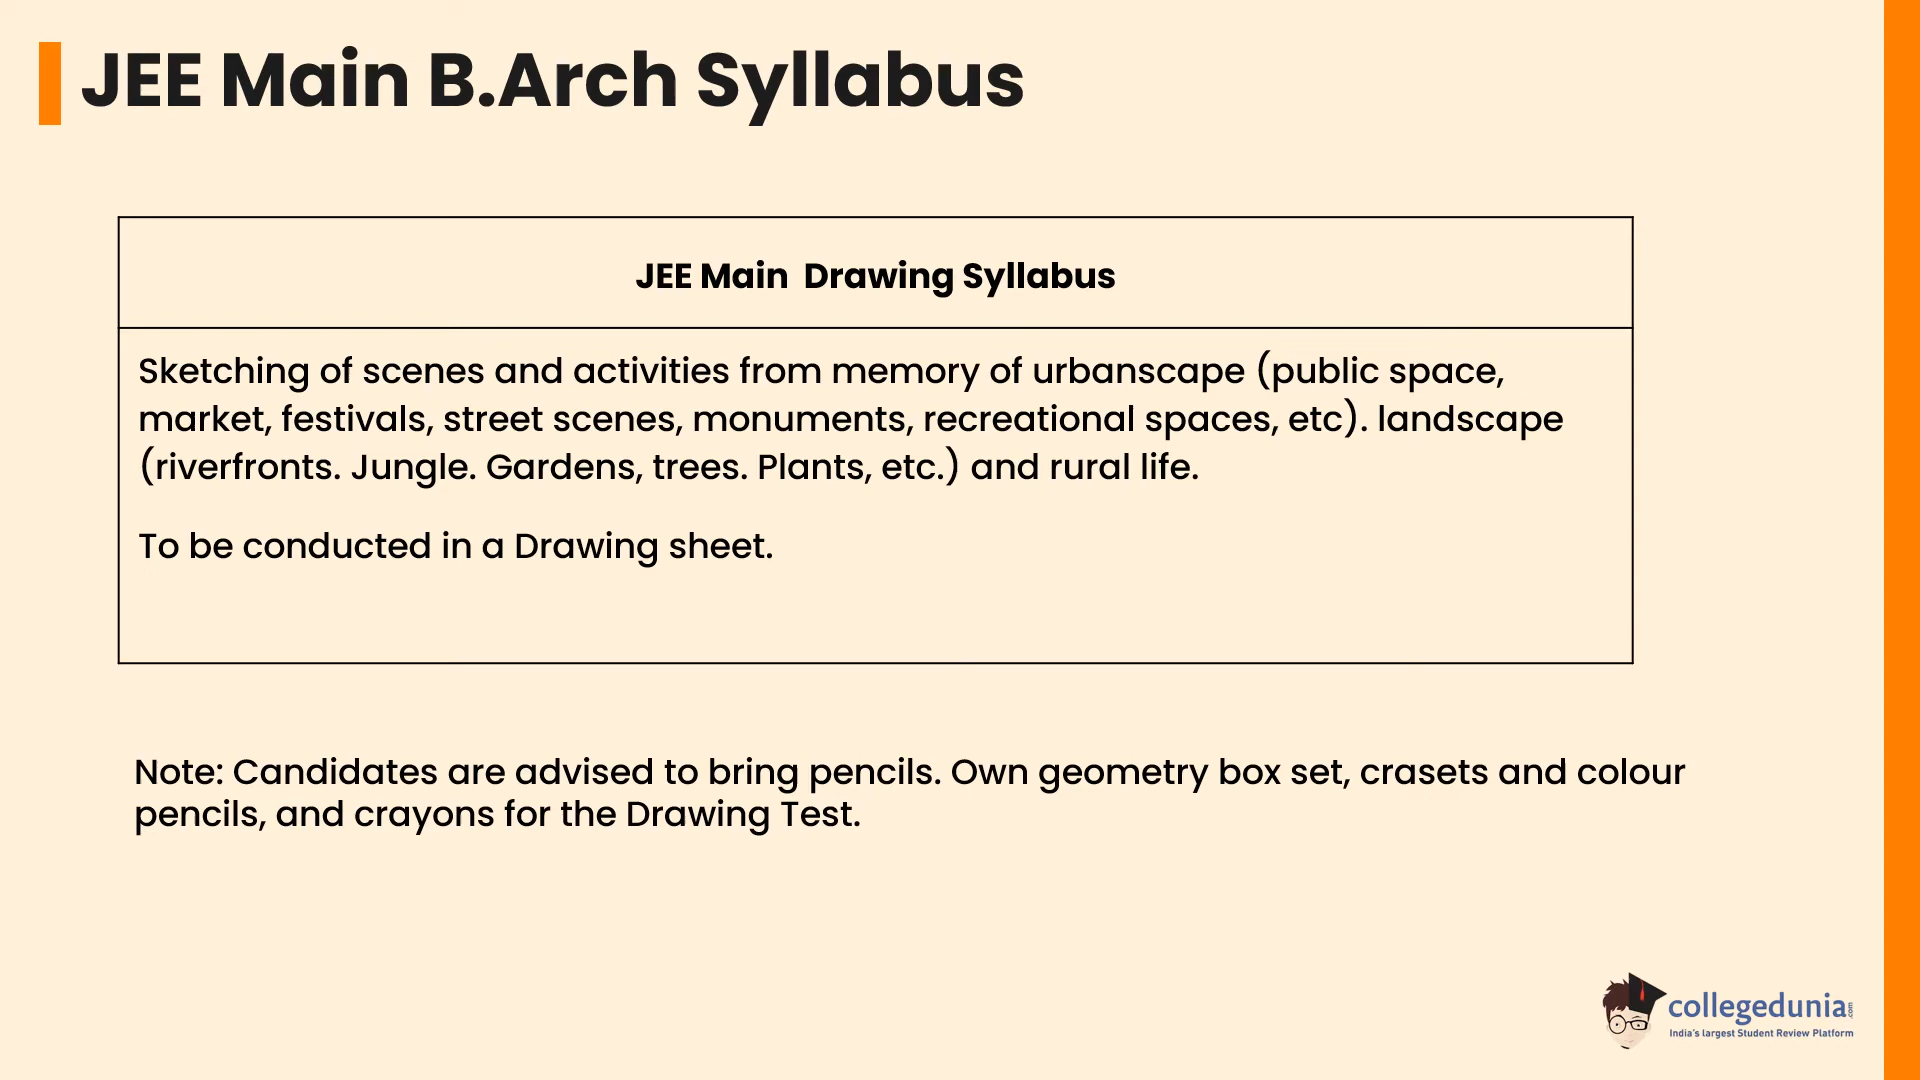 JEE Main B.Arch Syllabus
JEE Main Drawing Syllabus
Sketching of scenes and activities from memory of urbanscape (public space,
market, festivals, street scenes, monuments, recreational spaces, etc). landscape
(riverfronts. Jungle. Gardens, trees. Plants, etc.) and rural life.
To be conducted in a Drawing sheet.
Note: Candidates are advised to bring pencils. Own geometry box set, crasets and colour
pencils, and crayons for the Drawing Test.
collegedunia.com
India's largest Student Review Platform